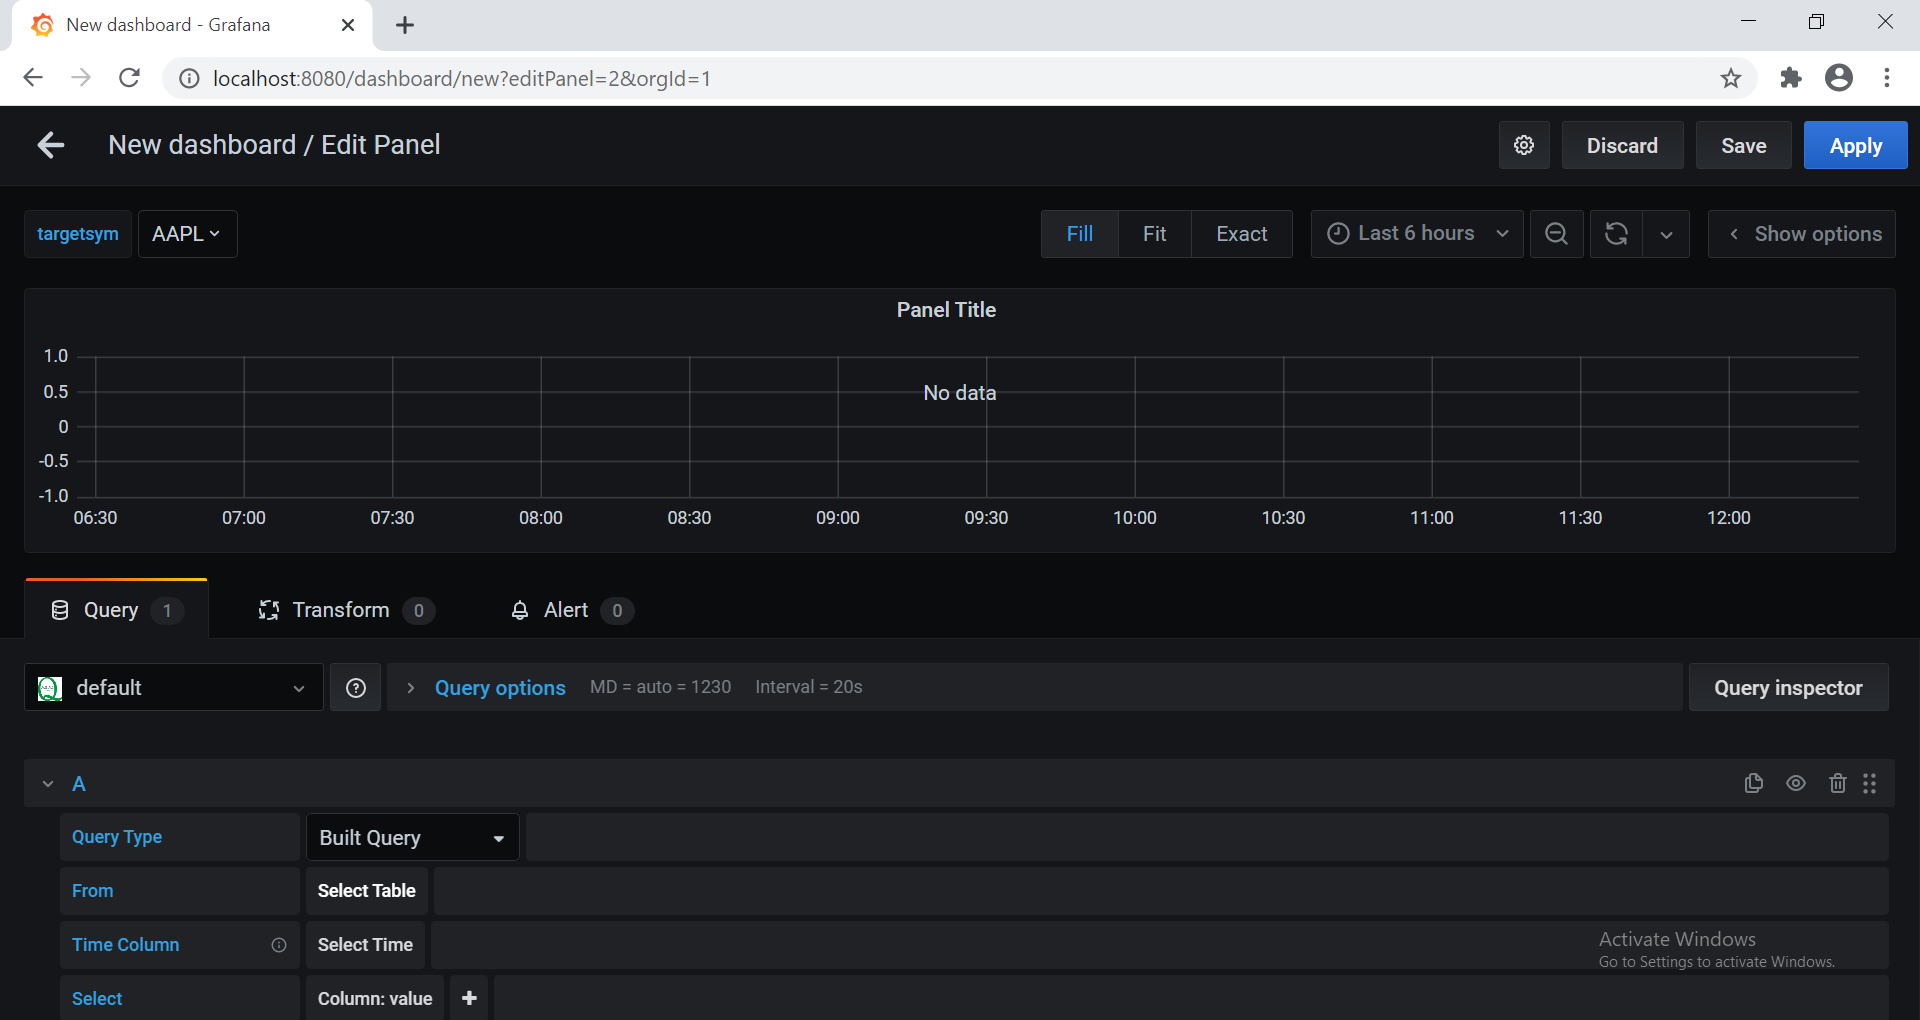 New dashboard - Grafana
localhost:8080/dashboard/new?editPanel=2&orgId=1
New dashboard / Edit Panel
Discard
Save
Apply
targetsym
AAPL
Fill
Fit
Exact
Last 6 hours
Show options
Panel Title
1.0
0.5
0
-0.5
-1.0
No data
06:30 07:00 07:30 08:00 08:30 09:00 09:30 10:00 10:30 11:00 11:30 12:00
Query 1
Transform 0
Alert 0
default
Query options
MD = auto = 1230
Interval = 20s
Query inspector
A
Query Type
Built Query
From
Select Table
Time Column
Select Time
Activate Windows
Go to Settings to activate Windows.
Select
Column: value